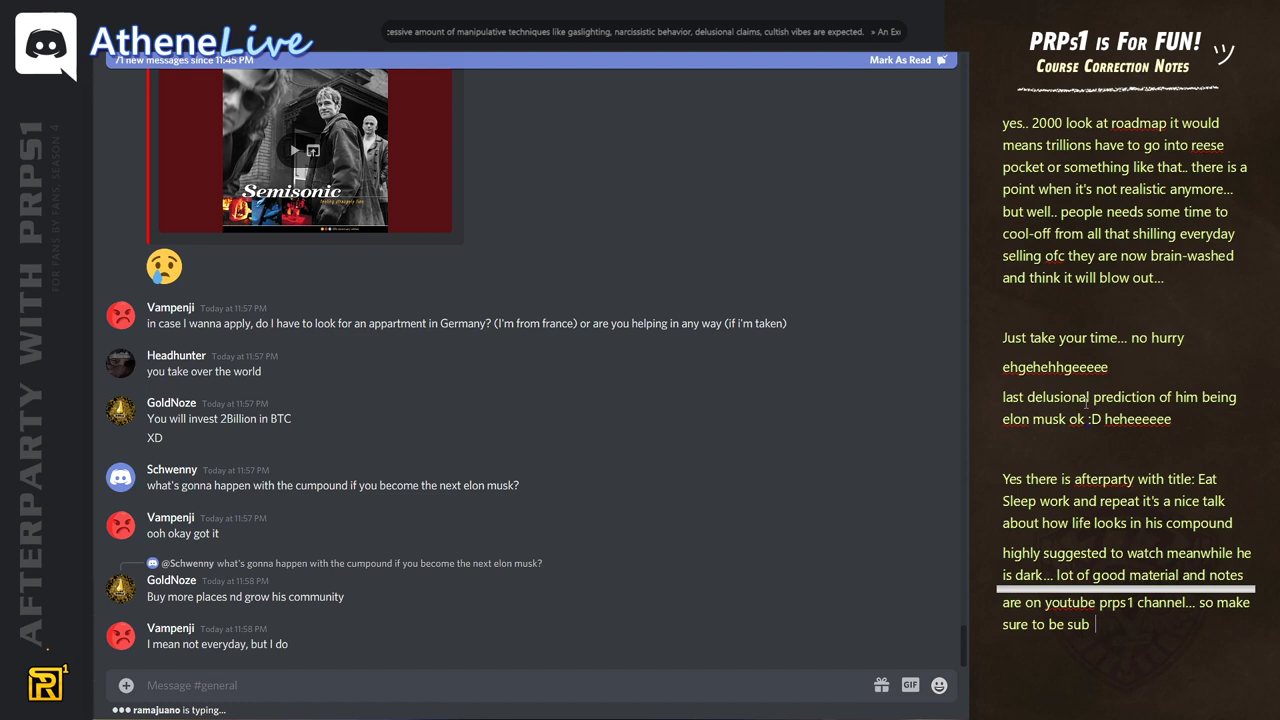 AtheneLive
:essive amount of manipulative techniques like gaslighting, narcissistic behavior, delusional claims, cultish vibes are expected.  » An Ex
71 new messages since 11:45 PM
Mark As Read
Semisonic
feeling strangely fine
Vampenji Today at 11:57 PM
in case I wanna apply, do I have to look for an appartment in Germany? (I'm from france) or are you helping in any way (if i'm taken)
Headhunter Today at 11:57 PM
you take over the world
GoldNoze Today at 11:57 PM
You will invest 2Billion in BTC
XD
Schwenny Today at 11:57 PM
what's gonna happen with the cumpound if you become the next elon musk?
Vampenji Today at 11:57 PM
ooh okay got it
@Schwenny what's gonna happen with the cumpound if you become the next elon musk?
GoldNoze Today at 11:58 PM
Buy more places nd grow his community
Vampenji Today at 11:58 PM
I mean not everyday, but I do
Message #general
GIF
ramajuano is typing...
AFTERPARTY WITH PRPS1
FOR FANS BY FANS, SEASON 4
R1
PRPs1 is For FUN!
Course Correction Notes
ツ
yes.. 2000 look at roadmap it would
means trillions have to go into reese
pocket or something like that.. there is a
point when it's not realistic anymore...
but well.. people needs some time to
cool-off from all that shilling everyday
selling ofc they are now brain-washed
and think it will blow out...
Just take your time... no hurry
ehgehehhgeeeee
last delusional prediction of him being
elon musk ok :D heheeeeee
Yes there is afterparty with title: Eat
Sleep work and repeat it's a nice talk
about how life looks in his compound
highly suggested to watch meanwhile he
is dark... lot of good material and notes
are on youtube prps1 channel... so make
sure to be sub